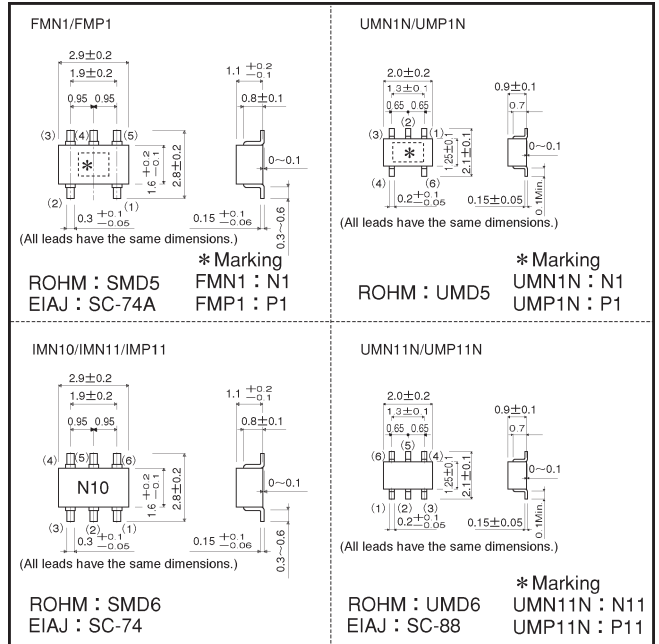 FMN1/FMP1
2.9±0.2
1.9±0.2
0.95 0.95
(3) (4) (5)
*
(2) (1)
1.6 +0.2 −0.1
2.8±0.2
0.3 +0.1 −0.05
(All leads have the same dimensions.)
1.1 +0.2 −0.1
0.8±0.1
0~0.1
0.15 +0.1 −0.06
0.3~0.6
ROHM : SMD5
EIAJ : SC-74A
*Marking
FMN1 : N1
FMP1 : P1
UMN1N/UMP1N
2.0±0.2
1.3±0.1
0.65 0.65
(2)
(3) (1)
*
(4) (6)
1.25±0.1
2.1±0.1
0.2 +0.1 −0.05
(All leads have the same dimensions.)
0.9±0.1
0.7
0~0.1
0.15±0.05
0.1Min.
ROHM : UMD5
*Marking
UMN1N : N1
UMP1N : P1
IMN10/IMN11/IMP11
2.9±0.2
1.9±0.2
0.95 0.95
(4) (5) (6)
N10
(3) (2) (1)
1.6 +0.2 −0.1
2.8±0.2
0.3 +0.1 −0.05
(All leads have the same dimensions.)
1.1 +0.2 −0.1
0.8±0.1
0~0.1
0.15 +0.1 −0.06
0.3~0.6
ROHM : SMD6
EIAJ : SC-74
UMN11N/UMP11N
2.0±0.2
1.3±0.1
0.65 0.65
(5)
(6) (4)
(1) (2) (3)
1.25±0.1
2.1±0.1
0.2 +0.1 −0.05
(All leads have the same dimensions.)
0.9±0.1
0.7
0~0.1
0.15±0.05
0.1Min.
ROHM : UMD6
EIAJ : SC-88
*Marking
UMN11N : N11
UMP11N : P11